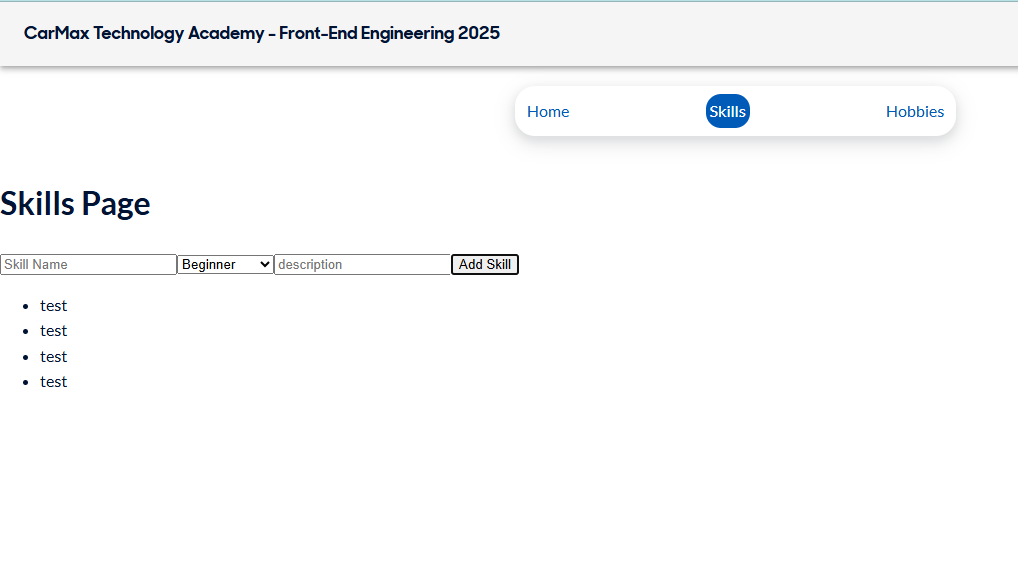 CarMax Technology Academy - Front-End Engineering 2025
Home Skills Hobbies
Skills Page
Skill Name Beginner description Add Skill
test
test
test
test